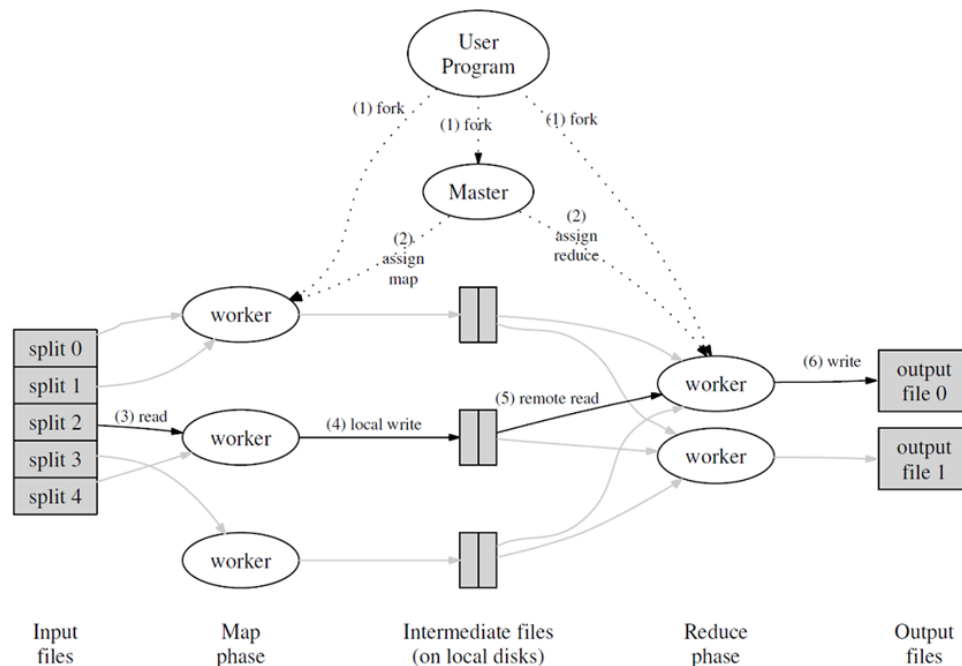 User
Program
(1) fork
(1) fork
(1) fork
Master
(2)
assign
map
(2)
assign
reduce
worker
split 0
split 1
split 2
split 3
split 4
(3) read
worker
(4) local write
(5) remote read
worker
(6) write
output
file 0
worker
output
file 1
worker
Input
files
Map
phase
Intermediate files
(on local disks)
Reduce
phase
Output
files